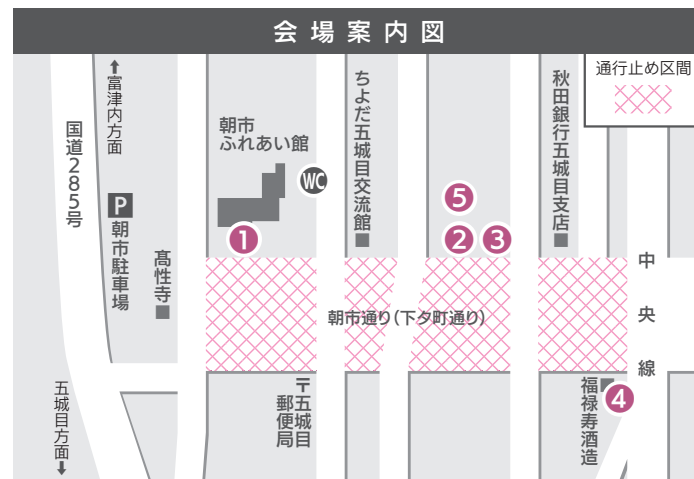 会場案内図
通行止め区間
↑富津内方面
国道285号
P
朝市駐車場
髙性寺
朝市
ふれあい館
WC
1
ちよだ五城目交流館
5
2
3
秋田銀行五城目支店
中央線
朝市通り(下夕町通り)
五城目方面↓
〒五城目
郵便局
福禄寿酒造
4